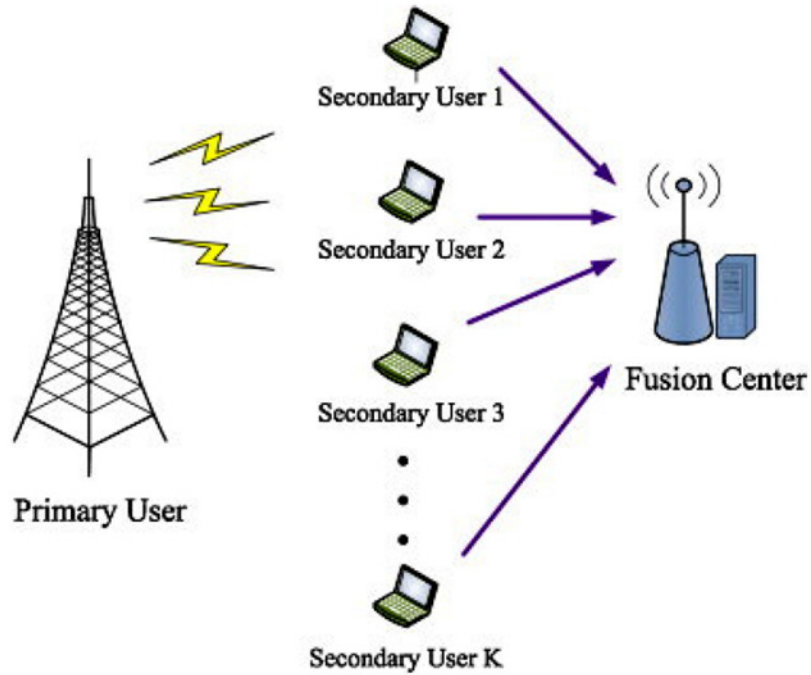 Secondary User 1
Secondary User 2
Fusion Center
Secondary User 3
Primary User
Secondary User K